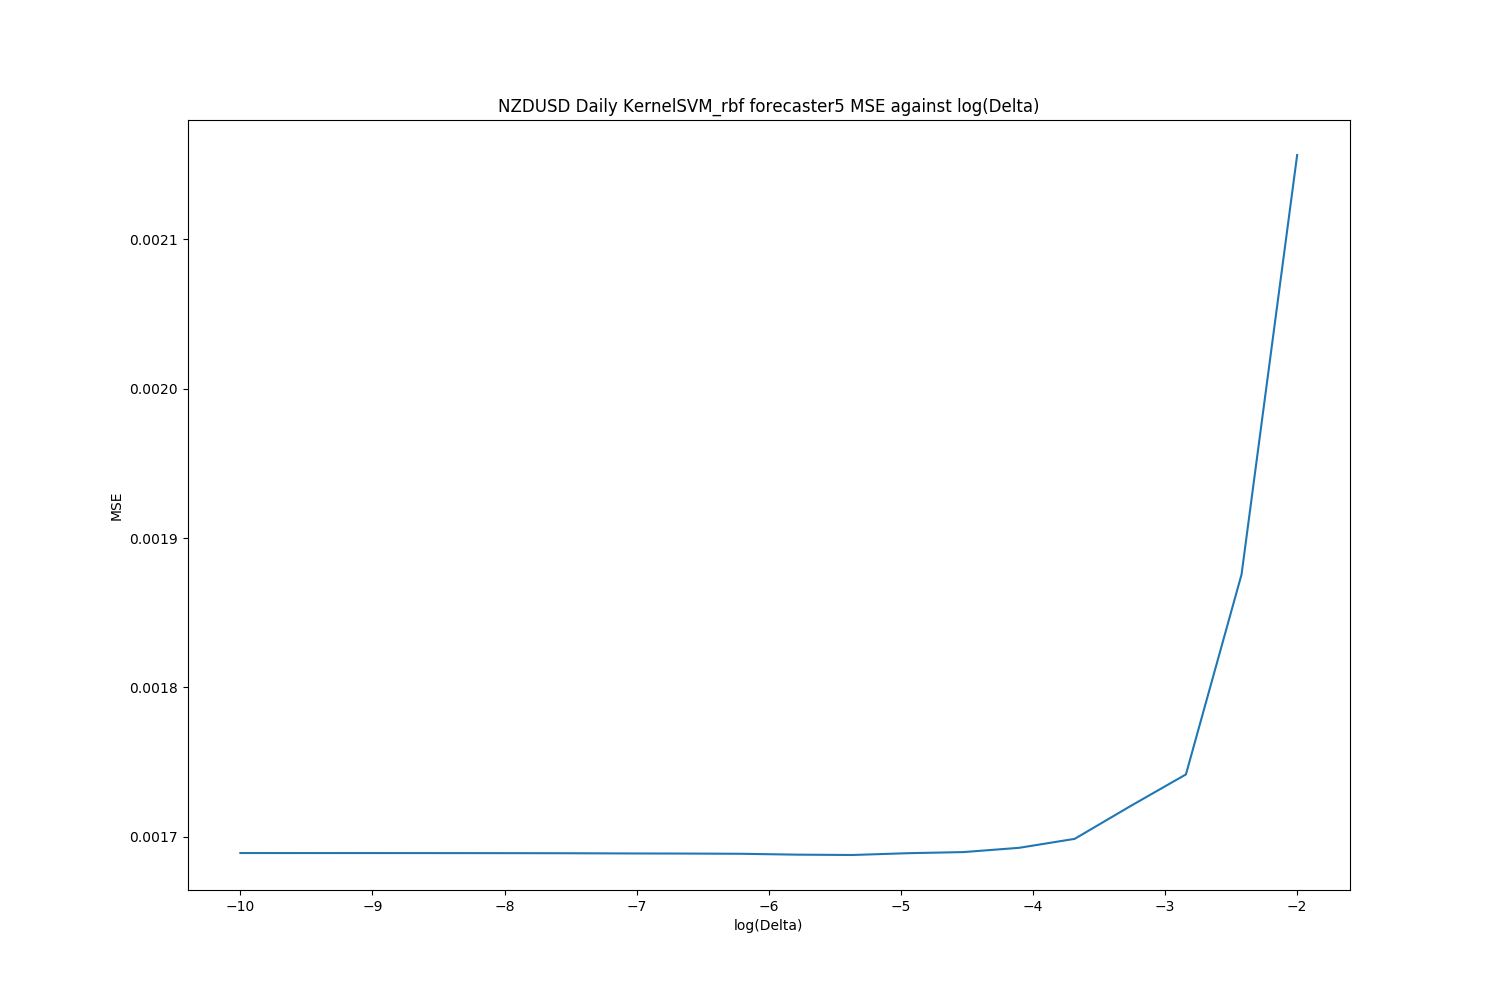 NZDUSD Daily KernelSVM_rbf forecaster5 MSE against log(Delta)
0.0021
0.0020
0.0019
0.0018
0.0017
MSE
−10 −9 −8 −7 −6 −5 −4 −3 −2
log(Delta)